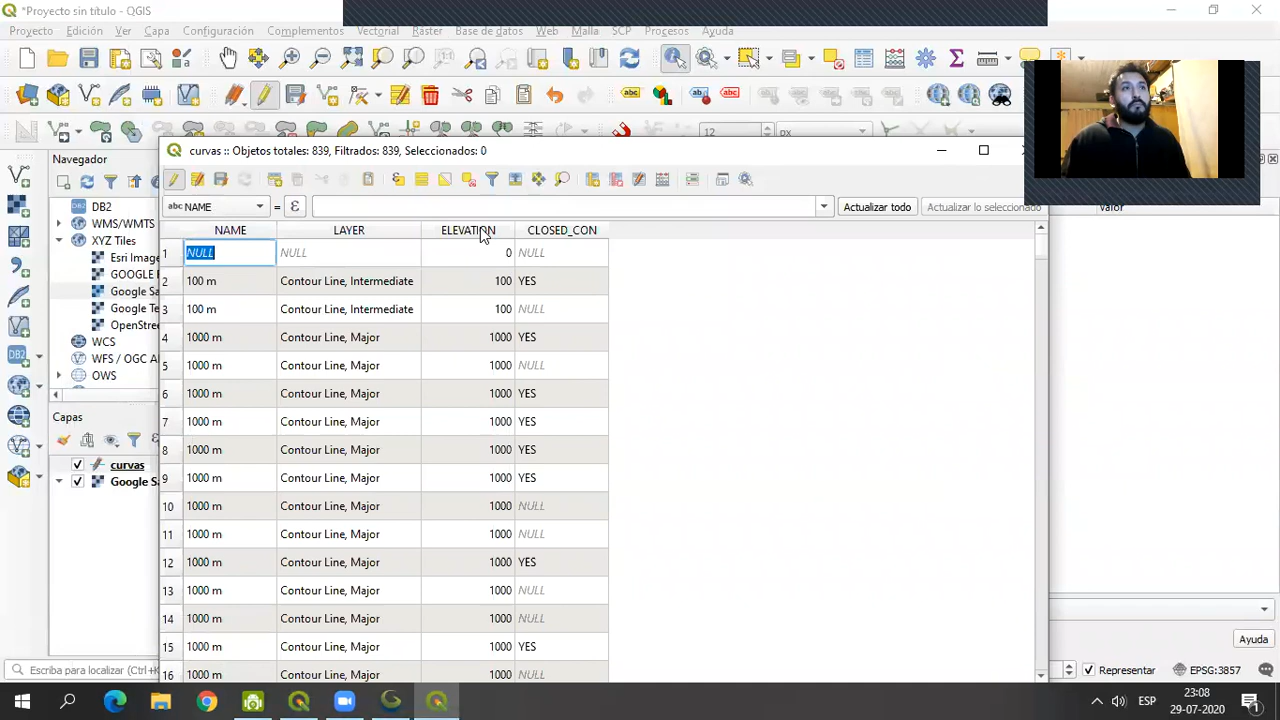 *Proyecto sin título - QGIS
Proyecto Edición Ver Capa Configuración Complementos Vectorial Ráster Base de datos Web Malla SCP Procesos Ayuda
12 px
Navegador
DB2
WMS/WMTS
XYZ Tiles
Esri Image
GOOGLE
Google Sa
Google Te
OpenStree
WCS
WFS / OGC
OWS
Capas
curvas
Google Sa
curvas :: Objetos totales: 839, Filtrados: 839, Seleccionados: 0
abc NAME = ε Actualizar todo Actualizar lo seleccionado
Valor
NAME LAYER ELEVATION CLOSED_CON
1 NULL NULL 0 NULL
2 100 m Contour Line, Intermediate 100 YES
3 100 m Contour Line, Intermediate 100 NULL
4 1000 m Contour Line, Major 1000 YES
5 1000 m Contour Line, Major 1000 NULL
6 1000 m Contour Line, Major 1000 YES
7 1000 m Contour Line, Major 1000 YES
8 1000 m Contour Line, Major 1000 YES
9 1000 m Contour Line, Major 1000 YES
10 1000 m Contour Line, Major 1000 NULL
11 1000 m Contour Line, Major 1000 NULL
12 1000 m Contour Line, Major 1000 YES
13 1000 m Contour Line, Major 1000 NULL
14 1000 m Contour Line, Major 1000 NULL
15 1000 m Contour Line, Major 1000 YES
16 1000 m Contour Line, Major 1000 NULL
Ayuda
Escriba para localizar (Ctrl+K
Representar EPSG:3857
ESP
23:08
29-07-2020